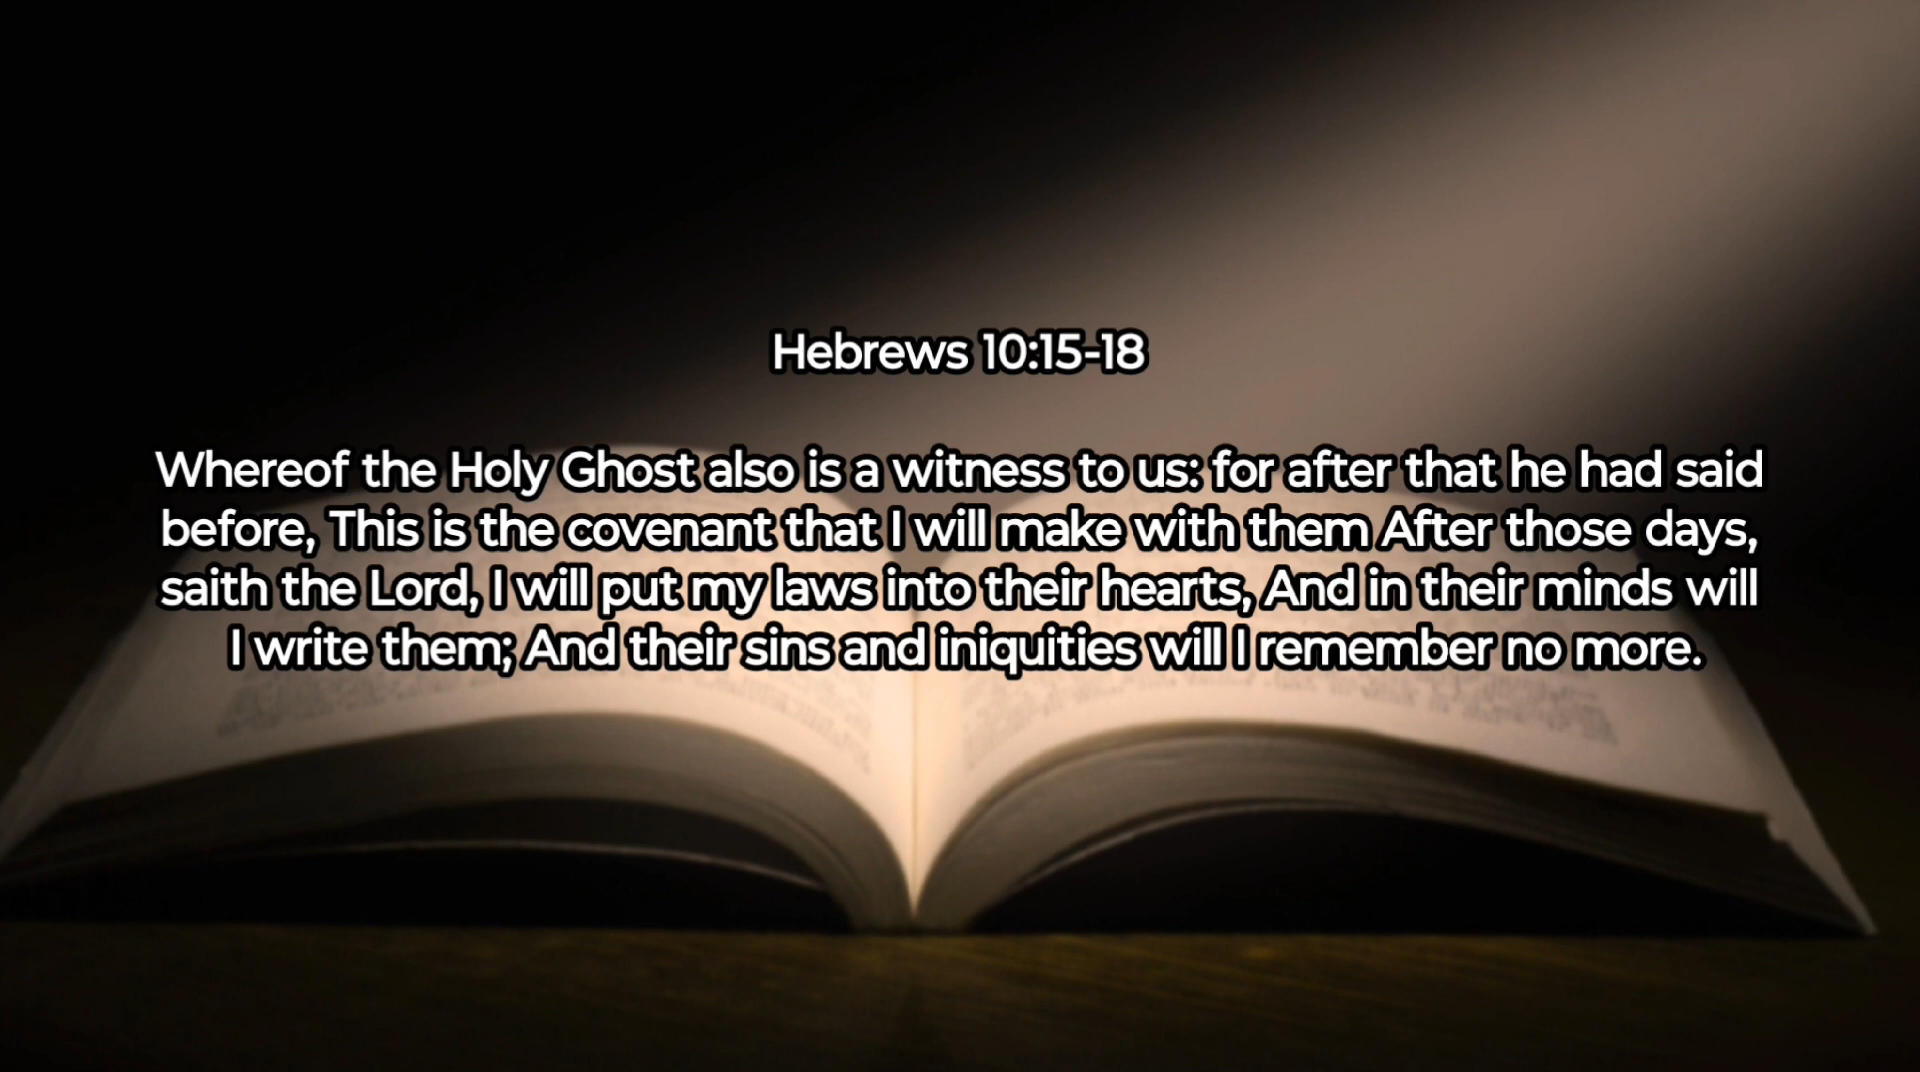 Hebrews 10:15-18
Whereof the Holy Ghost also is a witness to us: for after that he had said
before, This is the covenant that I will make with them After those days,
saith the Lord, I will put my laws into their hearts, And in their minds will
I write them; And their sins and iniquities will I remember no more.